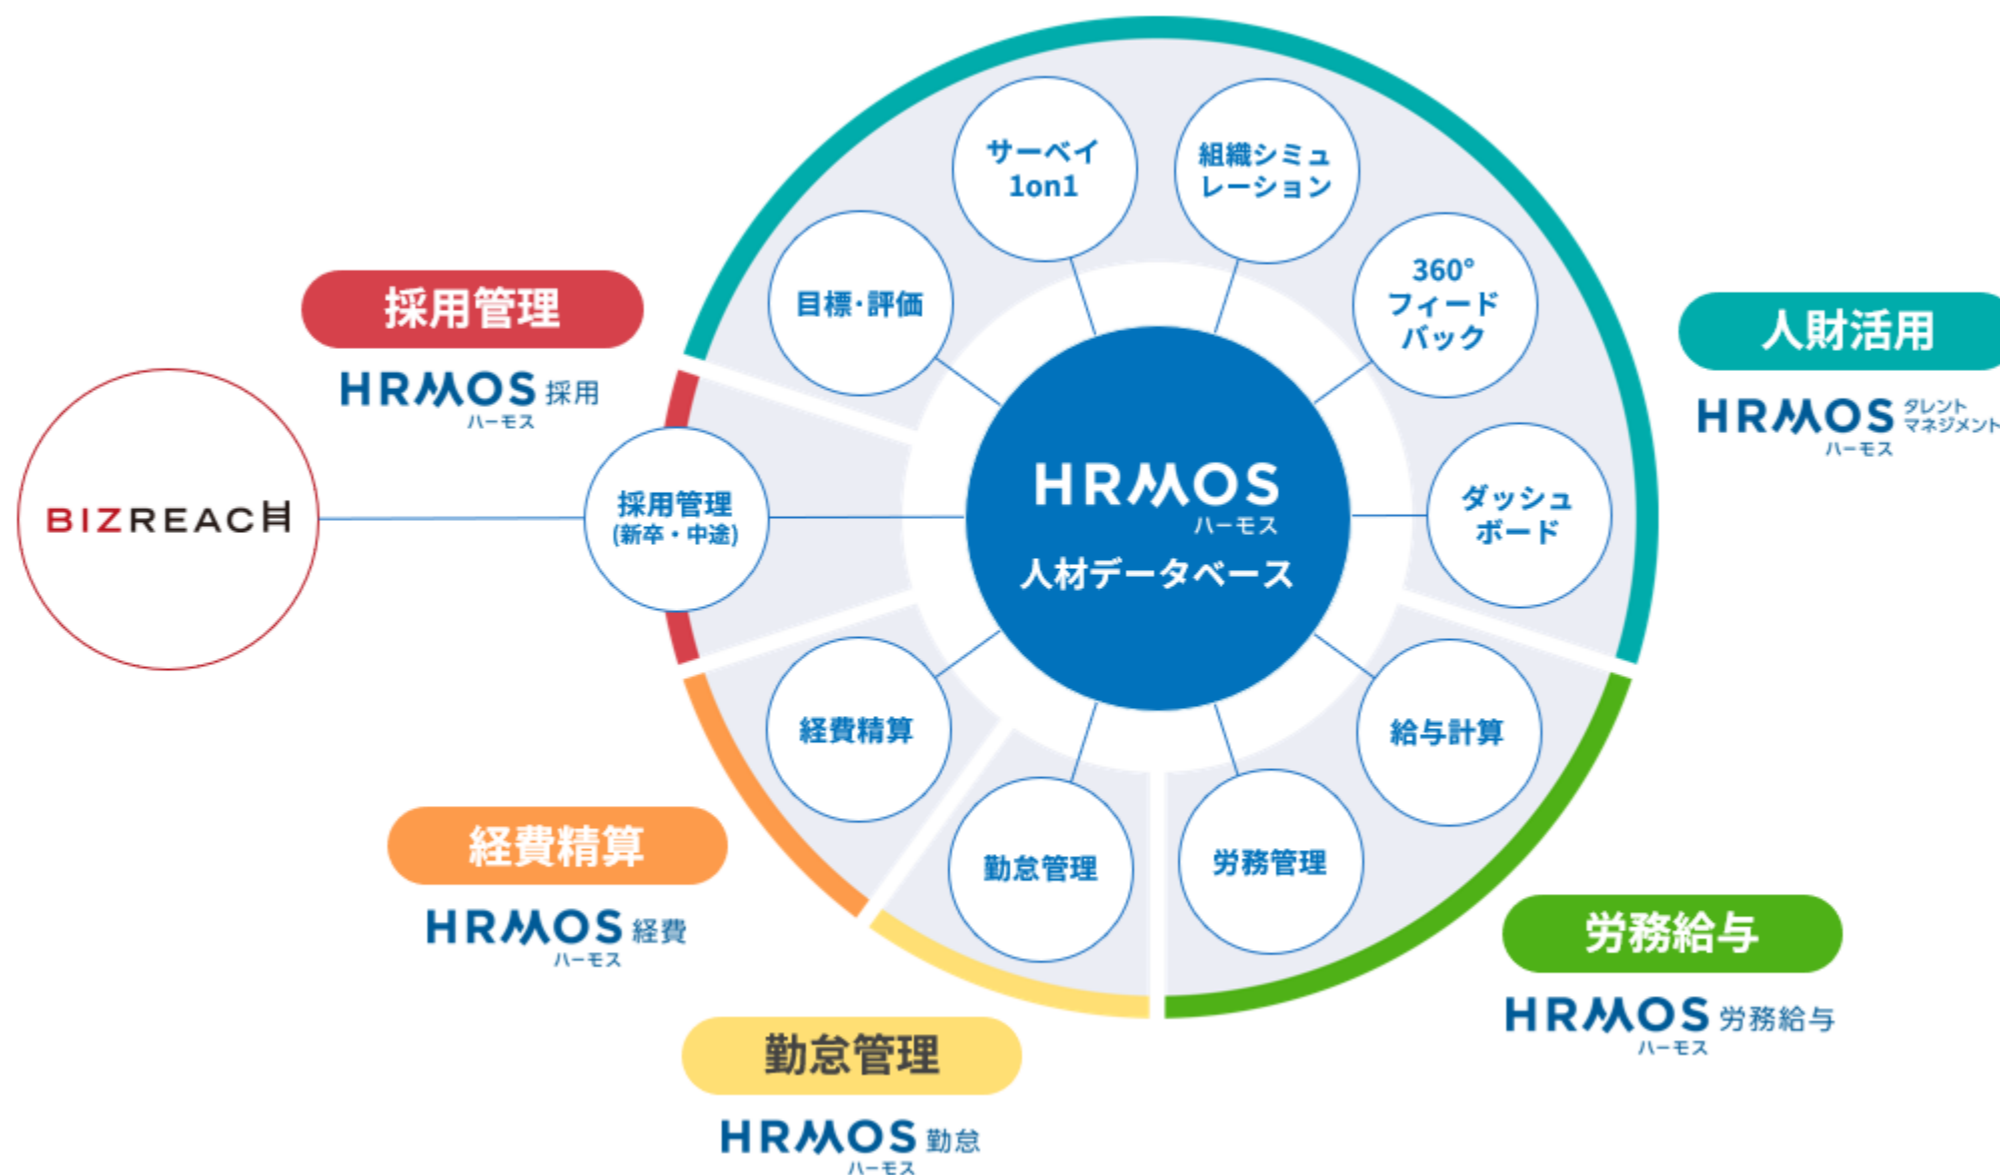 サーベイ
1on1
組織シミュ
レーション
目標・評価
360°
フィード
バック
採用管理
HRMOS 採用
ハーモス
人財活用
HRMOS タレント
マネジメント
ハーモス
BIZREACH
採用管理
(新卒・中途)
HRMOS
ハーモス
人材データベース
ダッシュ
ボード
経費精算
給与計算
勤怠管理
労務管理
経費精算
HRMOS 経費
ハーモス
労務給与
HRMOS 労務給与
ハーモス
勤怠管理
HRMOS 勤怠
ハーモス